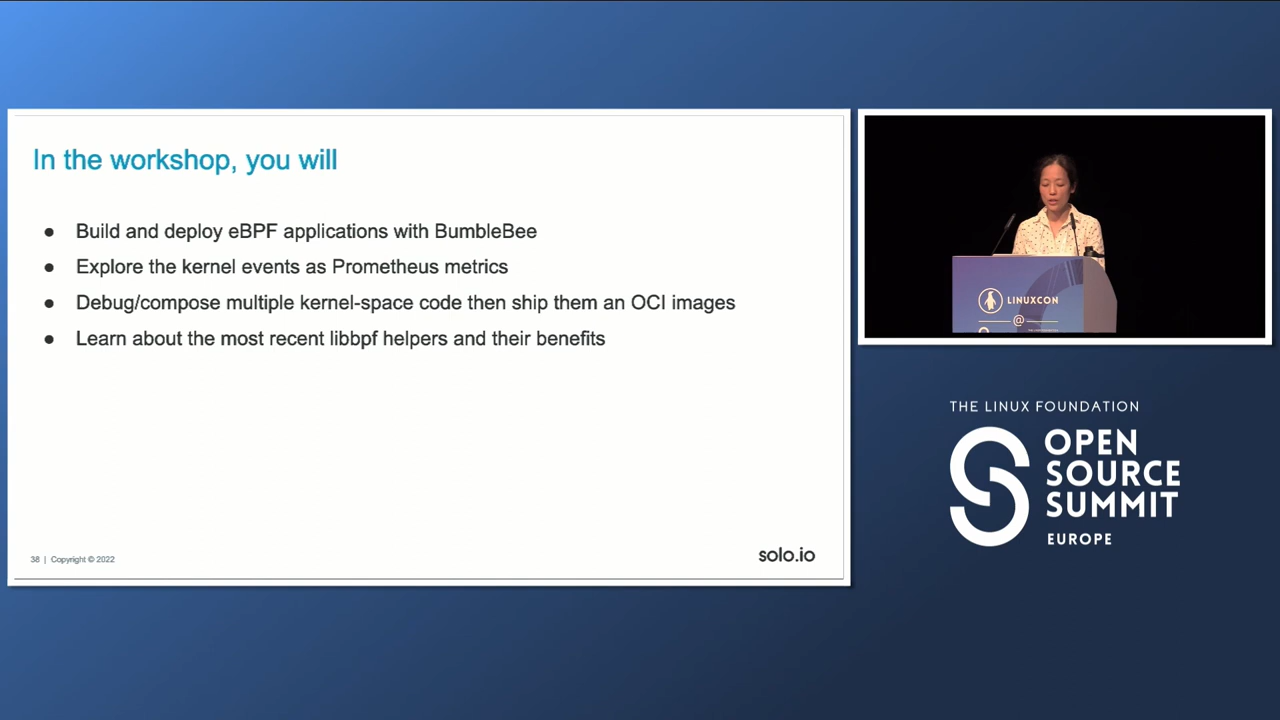 In the workshop, you will
● Build and deploy eBPF applications with BumbleBee
● Explore the kernel events as Prometheus metrics
● Debug/compose multiple kernel-space code then ship them an OCI images
● Learn about the most recent libbpf helpers and their benefits
38 | Copyright © 2022
solo.io
LINUXCON
@
THE LINUX FOUNDATION
OPEN
SOURCE
SUMMIT
EUROPE